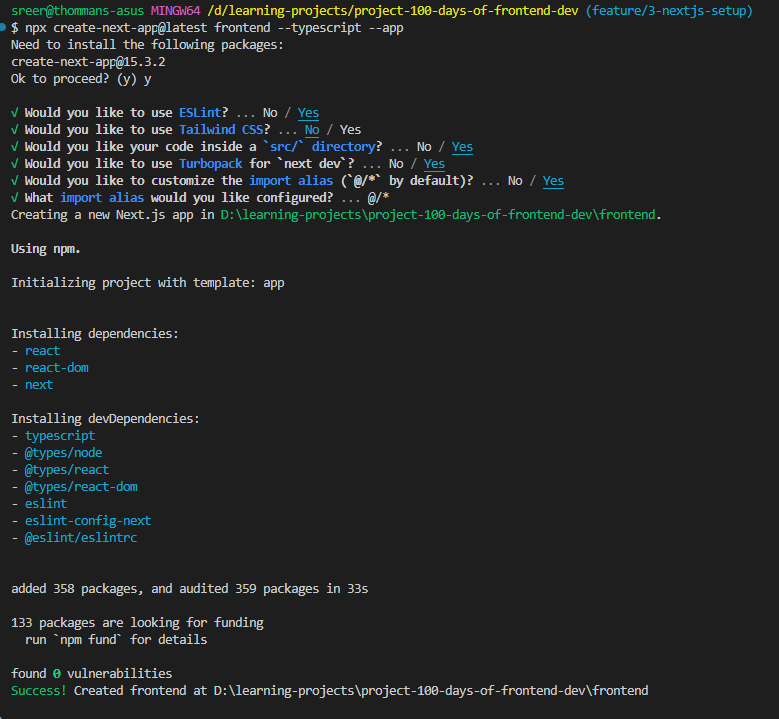 sreer@thommans-asus MINGW64 /d/learning-projects/project-100-days-of-frontend-dev (feature/3-nextjs-setup)
$ npx create-next-app@latest frontend --typescript --app
Need to install the following packages:
create-next-app@15.3.2
Ok to proceed? (y) y
√ Would you like to use ESLint? ... No / Yes
√ Would you like to use Tailwind CSS? ... No / Yes
√ Would you like your code inside a `src/` directory? ... No / Yes
√ Would you like to use Turbopack for `next dev`? ... No / Yes
√ Would you like to customize the import alias (`@/*` by default)? ... No / Yes
√ What import alias would you like configured? ... @/*
Creating a new Next.js app in D:\learning-projects\project-100-days-of-frontend-dev\frontend.
Using npm.
Initializing project with template: app
Installing dependencies:
- react
- react-dom
- next
Installing devDependencies:
- typescript
- @types/node
- @types/react
- @types/react-dom
- eslint
- eslint-config-next
- @eslint/eslintrc
added 358 packages, and audited 359 packages in 33s
133 packages are looking for funding
  run `npm fund` for details
found 0 vulnerabilities
Success! Created frontend at D:\learning-projects\project-100-days-of-frontend-dev\frontend